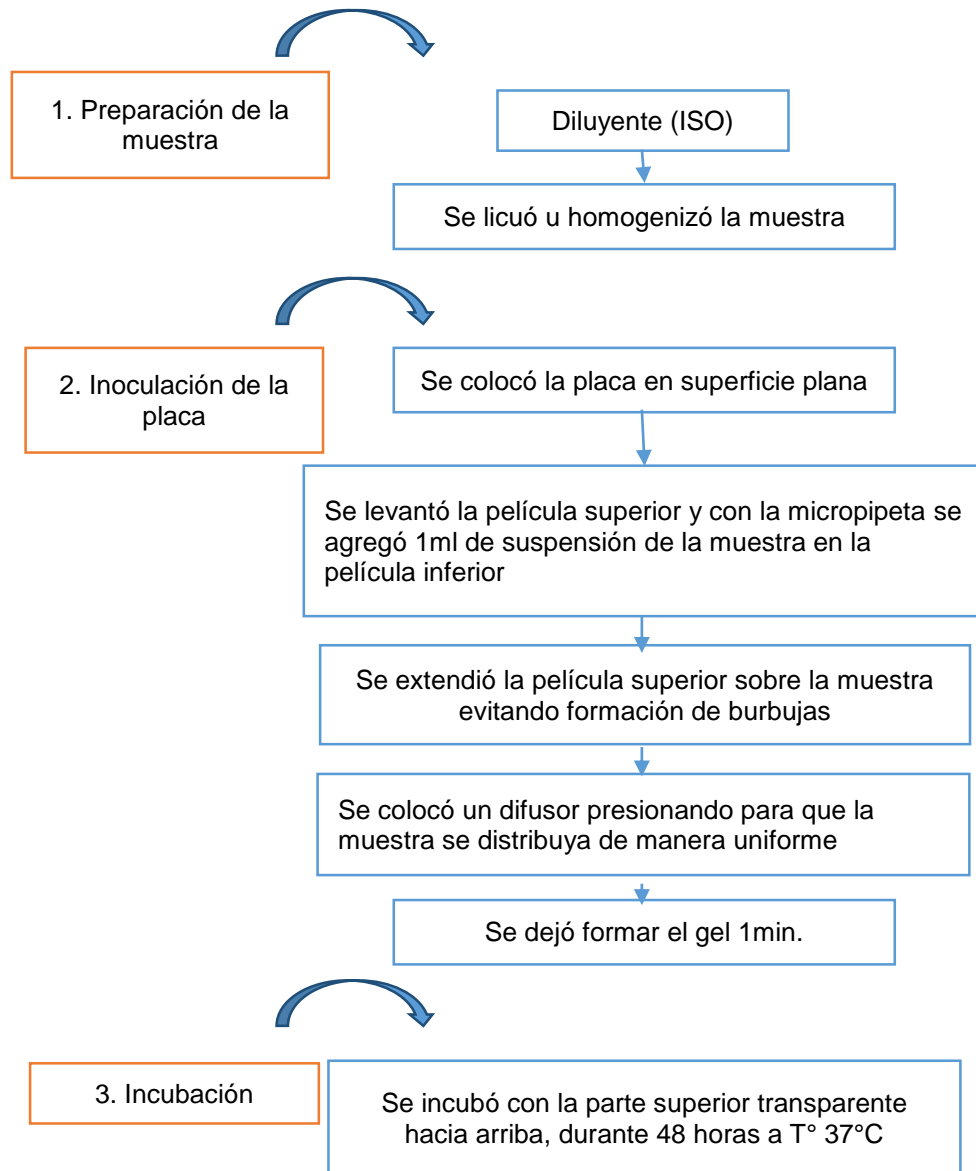 1. Preparación de la
muestra
Diluyente (ISO)
Se licuó u homogenizó la muestra
2. Inoculación de la
placa
Se colocó la placa en superficie plana
Se levantó la película superior y con la micropipeta se
agregó 1ml de suspensión de la muestra en la
película inferior
Se extendió la película superior sobre la muestra
evitando formación de burbujas
Se colocó un difusor presionando para que la
muestra se distribuya de manera uniforme
Se dejó formar el gel 1min.
3. Incubación
Se incubó con la parte superior transparente
hacia arriba, durante 48 horas a T° 37°C